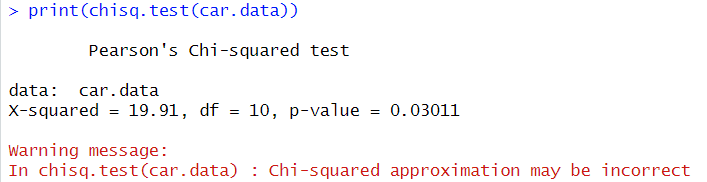 > print(chisq.test(car.data))
Pearson's Chi-squared test
data:  car.data
X-squared = 19.91, df = 10, p-value = 0.03011
Warning message:
In chisq.test(car.data) : Chi-squared approximation may be incorrect